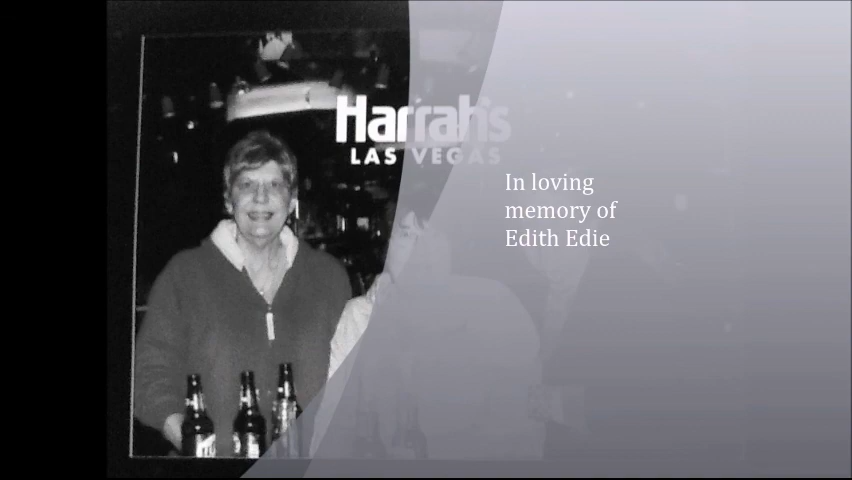 Harrah's
LAS VEGAS
In loving
memory of
Edith Edie